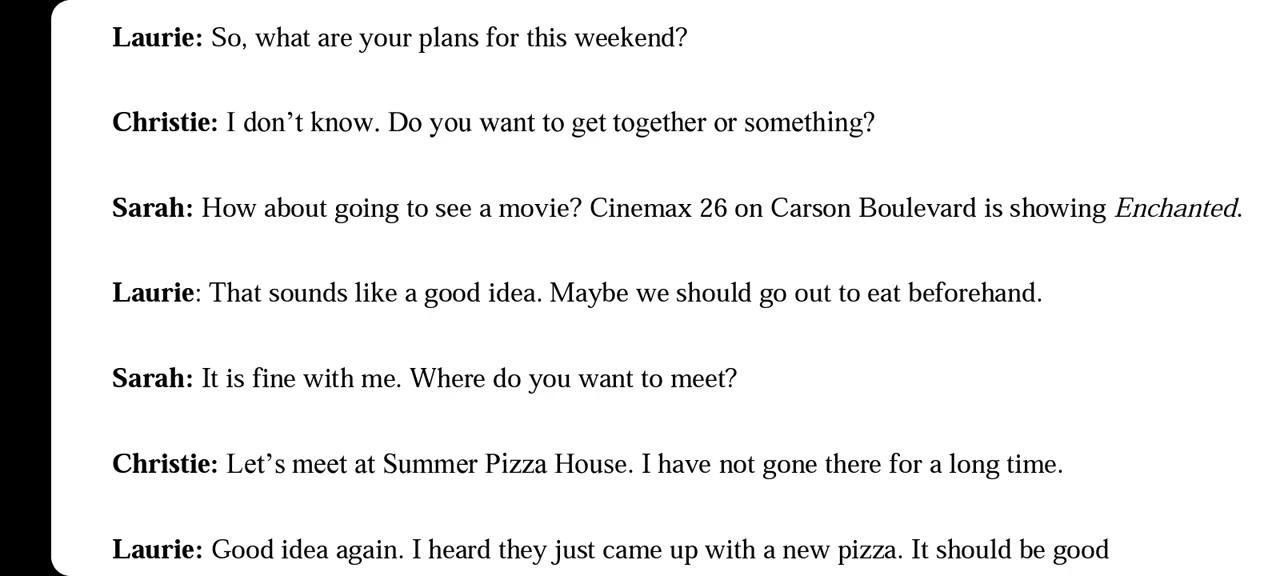 Laurie: So, what are your plans for this weekend?
Christie: I don’t know. Do you want to get together or something?
Sarah: How about going to see a movie? Cinemax 26 on Carson Boulevard is showing Enchanted.
Laurie: That sounds like a good idea. Maybe we should go out to eat beforehand.
Sarah: It is fine with me. Where do you want to meet?
Christie: Let’s meet at Summer Pizza House. I have not gone there for a long time.
Laurie: Good idea again. I heard they just came up with a new pizza. It should be good